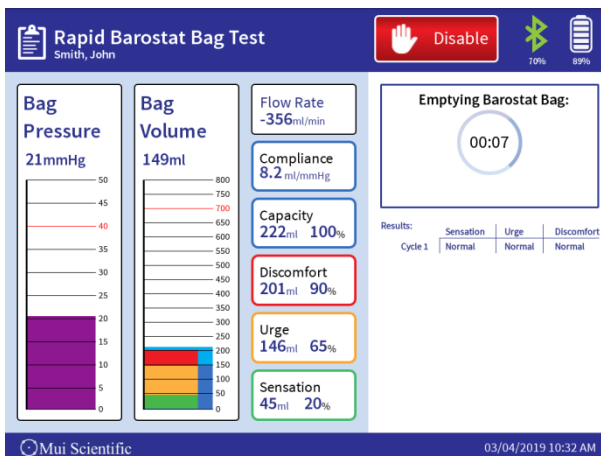 Rapid Barostat Bag Test
Smith, John
Disable
70%
89%
Bag
Pressure
21mmHg
50
45
40
35
30
25
20
15
10
5
0
Bag
Volume
149ml
800
750
700
650
600
550
500
450
400
350
300
250
200
150
100
50
0
Flow Rate
-356ml/min
Compliance
8.2 ml/mmHg
Capacity
222ml 100%
Discomfort
201ml 90%
Urge
146ml 65%
Sensation
45ml 20%
Emptying Barostat Bag:
00:07
Results:
Sensation Urge Discomfort
Cycle 1 Normal Normal Normal
Mui Scientific
03/04/2019 10:32 AM